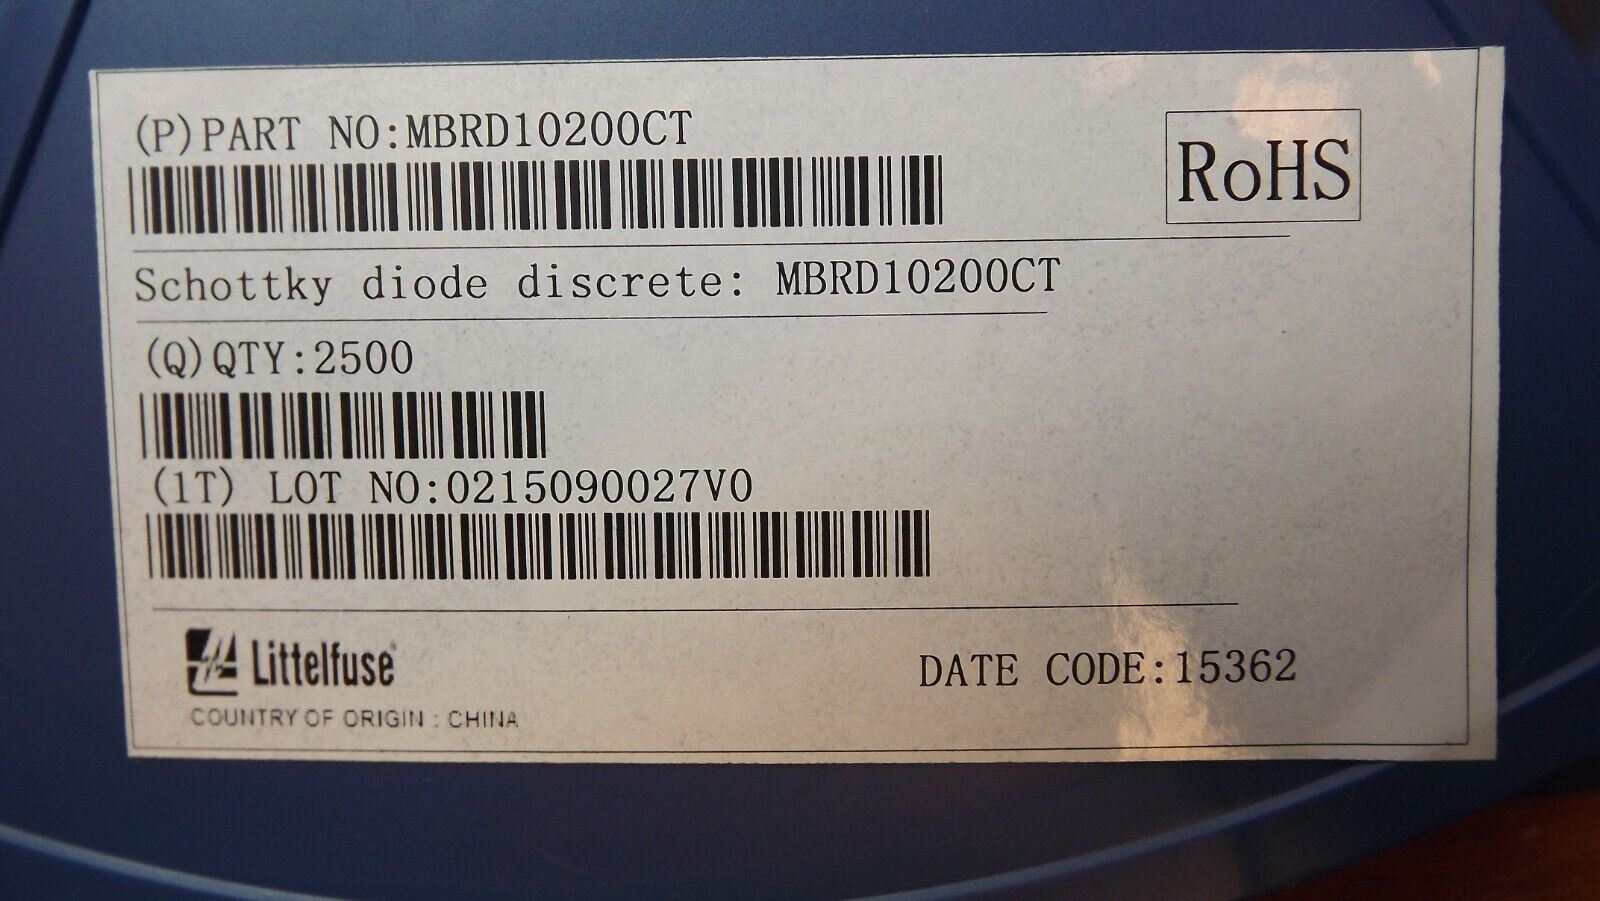 (P)PART NO:MBRD10200CT
RoHS
Schottky diode discrete: MBRD10200CT
(Q)QTY:2500
(1T) LOT NO:0215090027V0
Littelfuse®
DATE CODE:15362
COUNTRY OF ORIGIN : CHINA